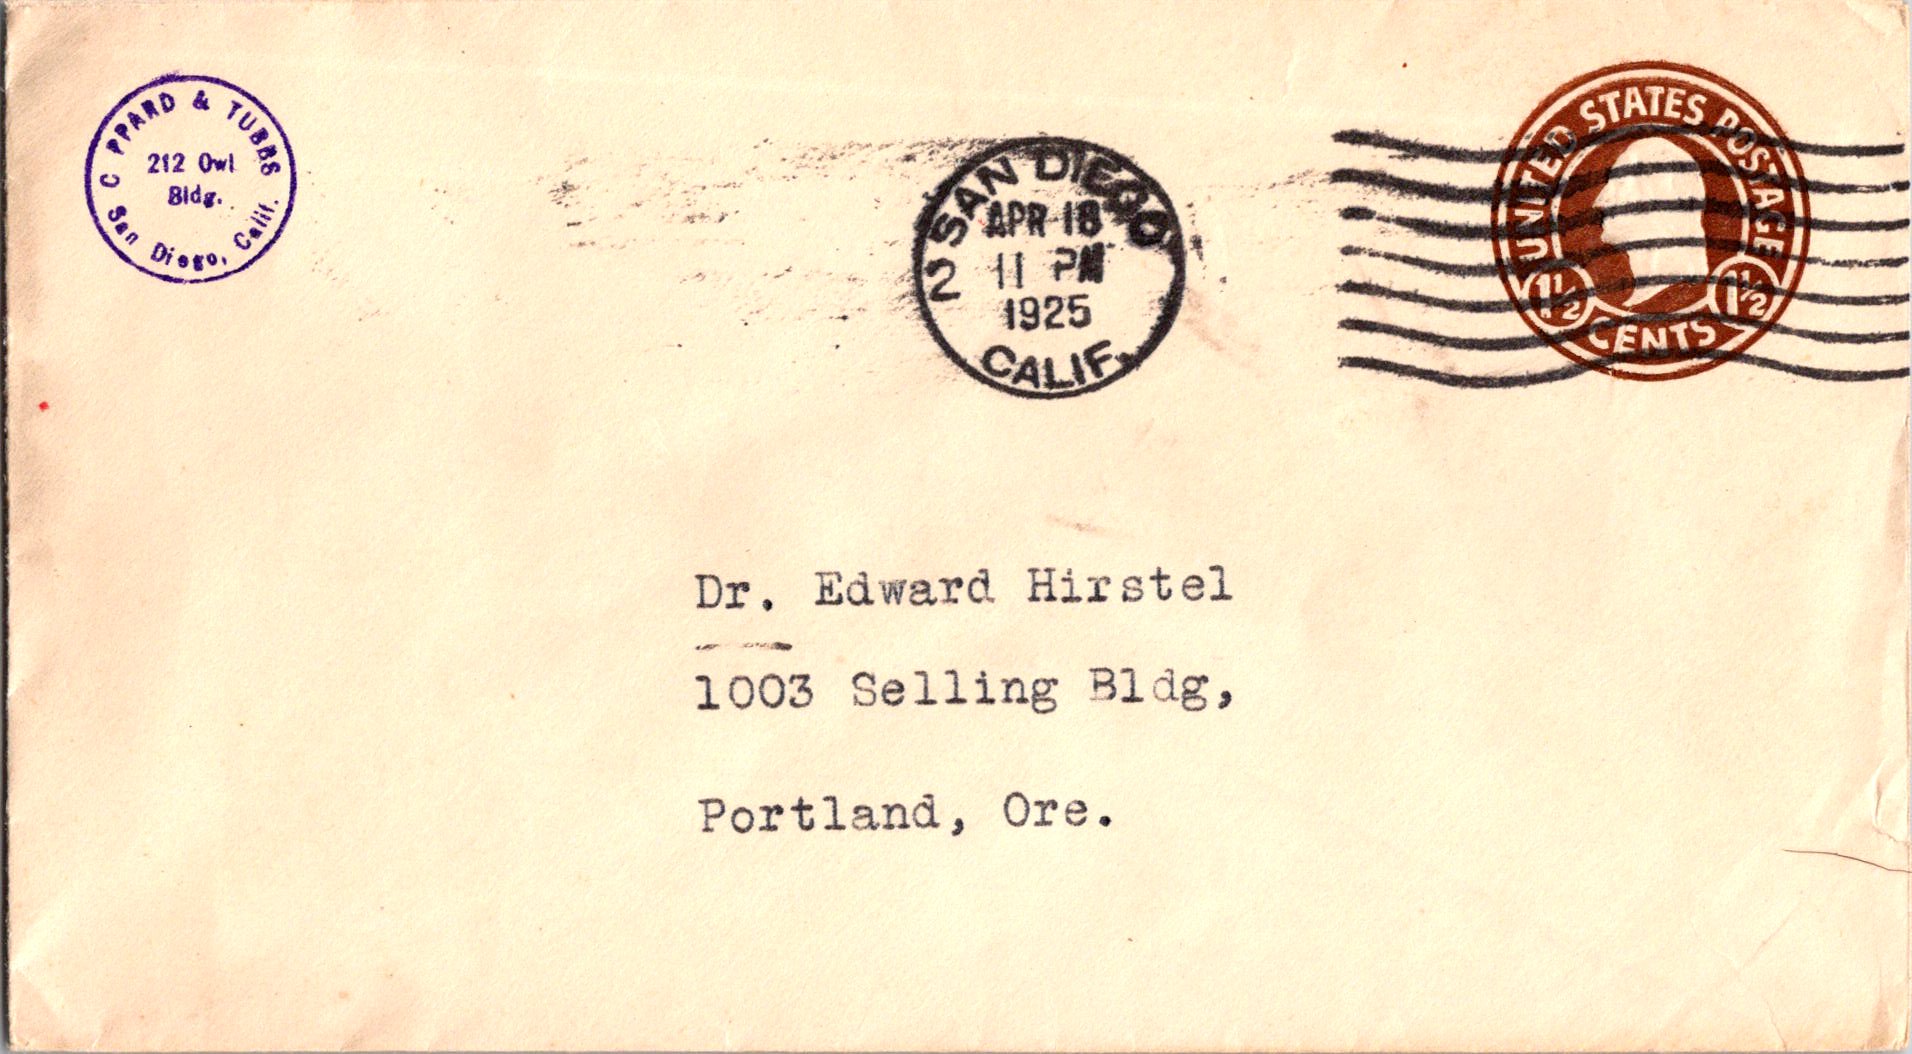 C PPARD & TUBBS
212 Owl
Bldg.
San Diego, Calif.
2 SAN DIEGO
APR 18
11 PM
1925
CALIF.
UNITED STATES POSTAGE
1½ 1½
CENTS
Dr. Edward Hirstel
1003 Selling Bldg,
Portland, Ore.